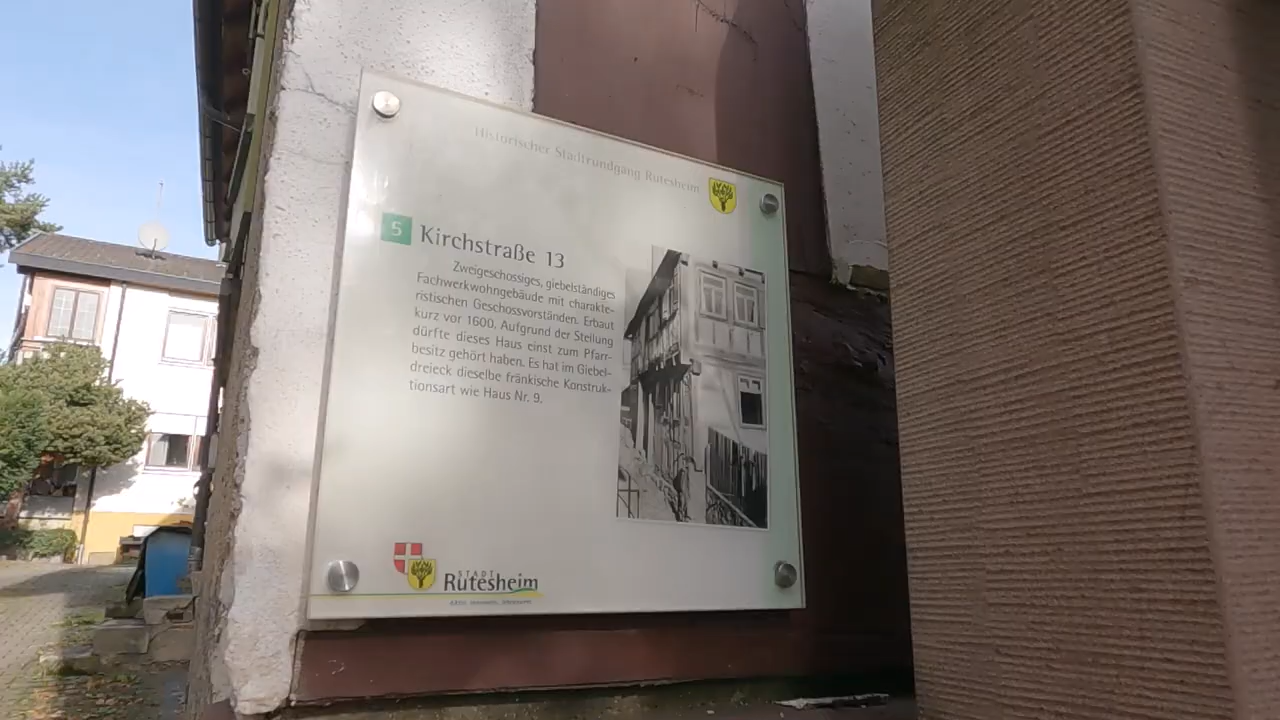 Historischer Stadtrundgang Rutesheim
5 Kirchstraße 13
Zweigeschossiges, giebelständiges
Fachwerkwohngebäude mit charakte-
ristischen Geschossvorständen. Erbaut
kurz vor 1600. Aufgrund der Stellung
dürfte dieses Haus einst zum Pfarr-
besitz gehört haben. Es hat im Giebel-
dreieck dieselbe fränkische Konstruk-
tionsart wie Haus Nr. 9.
STADT
Rutesheim